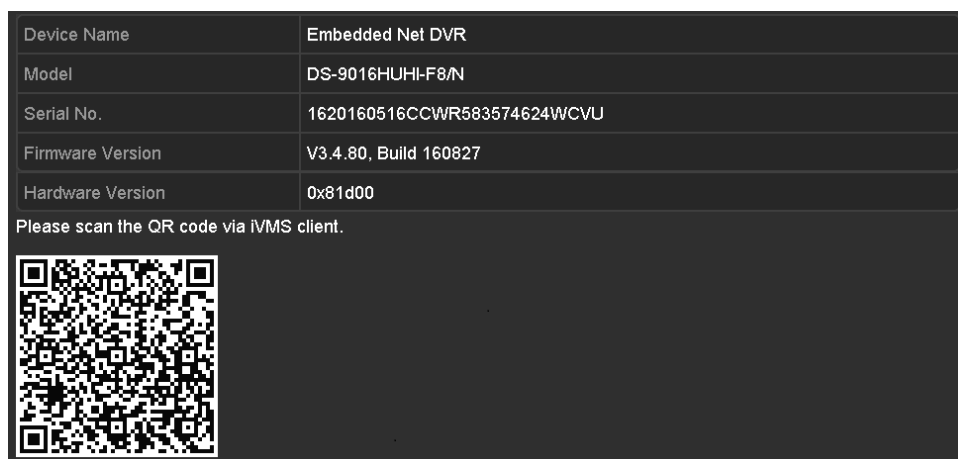 Device Name Embedded Net DVR
Model DS-9016HUHI-F8/N
Serial No. 1620160516CCWR583574624WCVU
Firmware Version V3.4.80, Build 160827
Hardware Version 0x81d00
Please scan the QR code via iVMS client.